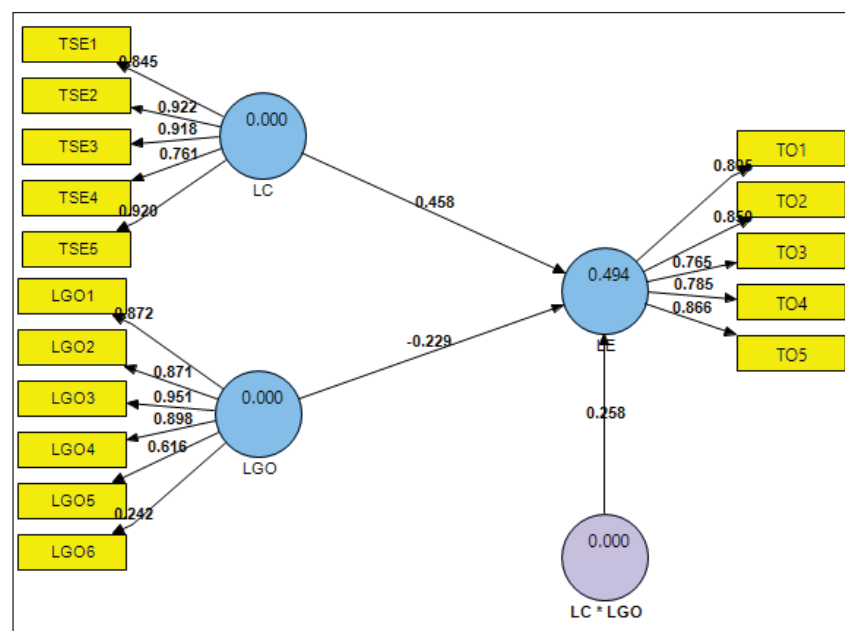 TSE1
0.845
TSE2
0.922
TSE3
0.918
TSE4
0.761
TSE5
0.920
0.000
LC
0.458
LGO1
0.872
LGO2
0.871
LGO3
0.951
LGO4
0.898
LGO5
0.616
LGO6
0.242
0.000
LGO
-0.229
0.494
LE
0.258
0.000
LC * LGO
TO1
TO2
TO3
0.765
TO4
0.785
TO5
0.866